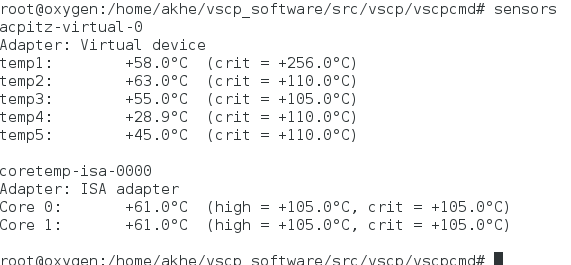 root@oxygen:/home/akhe/vscp_software/src/vscp/vscpcmd# sensors
acpitz-virtual-0
Adapter: Virtual device
temp1:        +58.0°C  (crit = +256.0°C)
temp2:        +63.0°C  (crit = +110.0°C)
temp3:        +55.0°C  (crit = +105.0°C)
temp4:        +28.9°C  (crit = +110.0°C)
temp5:        +45.0°C  (crit = +110.0°C)

coretemp-isa-0000
Adapter: ISA adapter
Core 0:       +61.0°C  (high = +105.0°C, crit = +105.0°C)
Core 1:       +61.0°C  (high = +105.0°C, crit = +105.0°C)

root@oxygen:/home/akhe/vscp_software/src/vscp/vscpcmd#